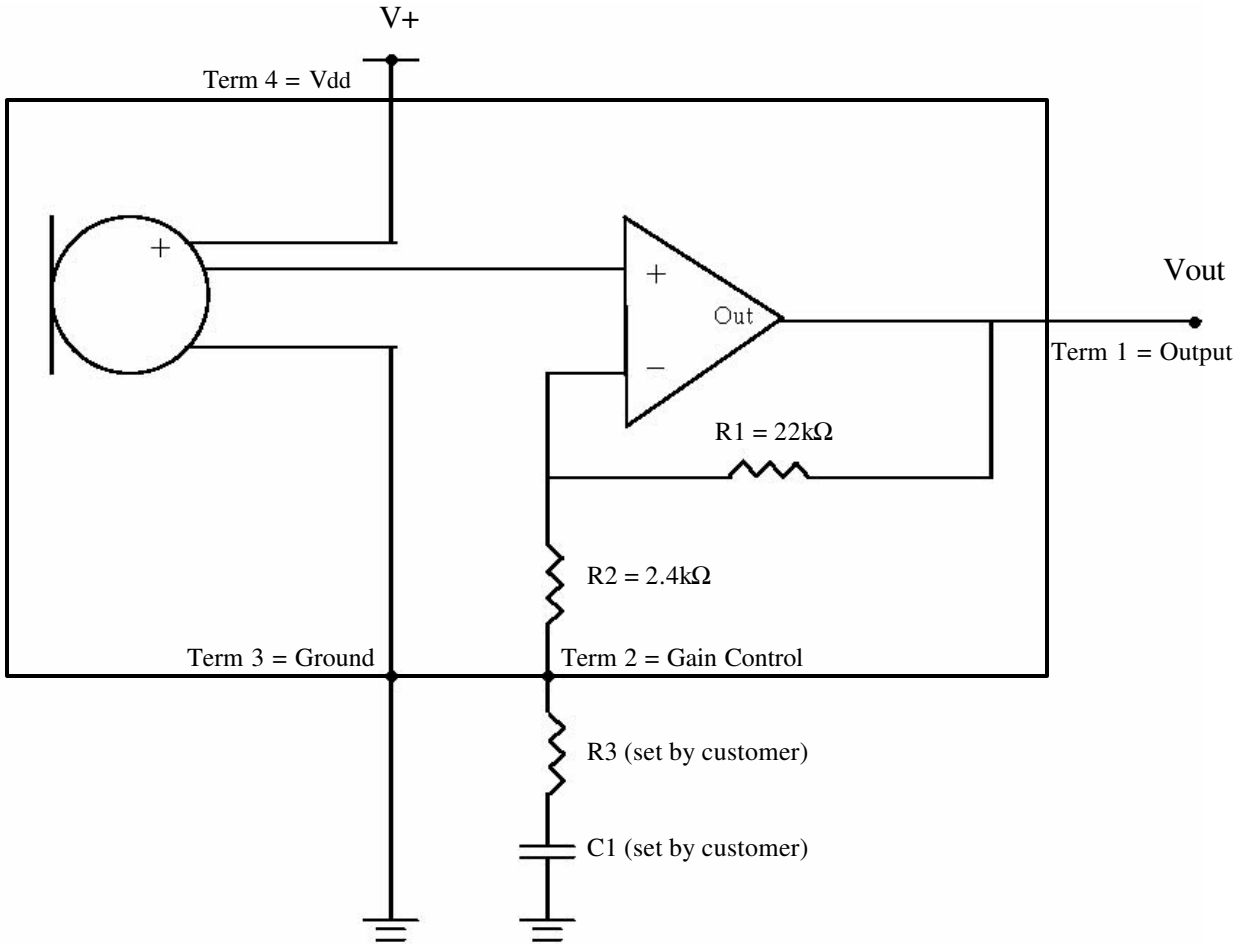 V+
Term 4 = Vdd
+
+
Vout
Out
Term 1 = Output
−
R1 = 22kΩ
R2 = 2.4kΩ
Term 3 = Ground
Term 2 = Gain Control
R3 (set by customer)
C1 (set by customer)